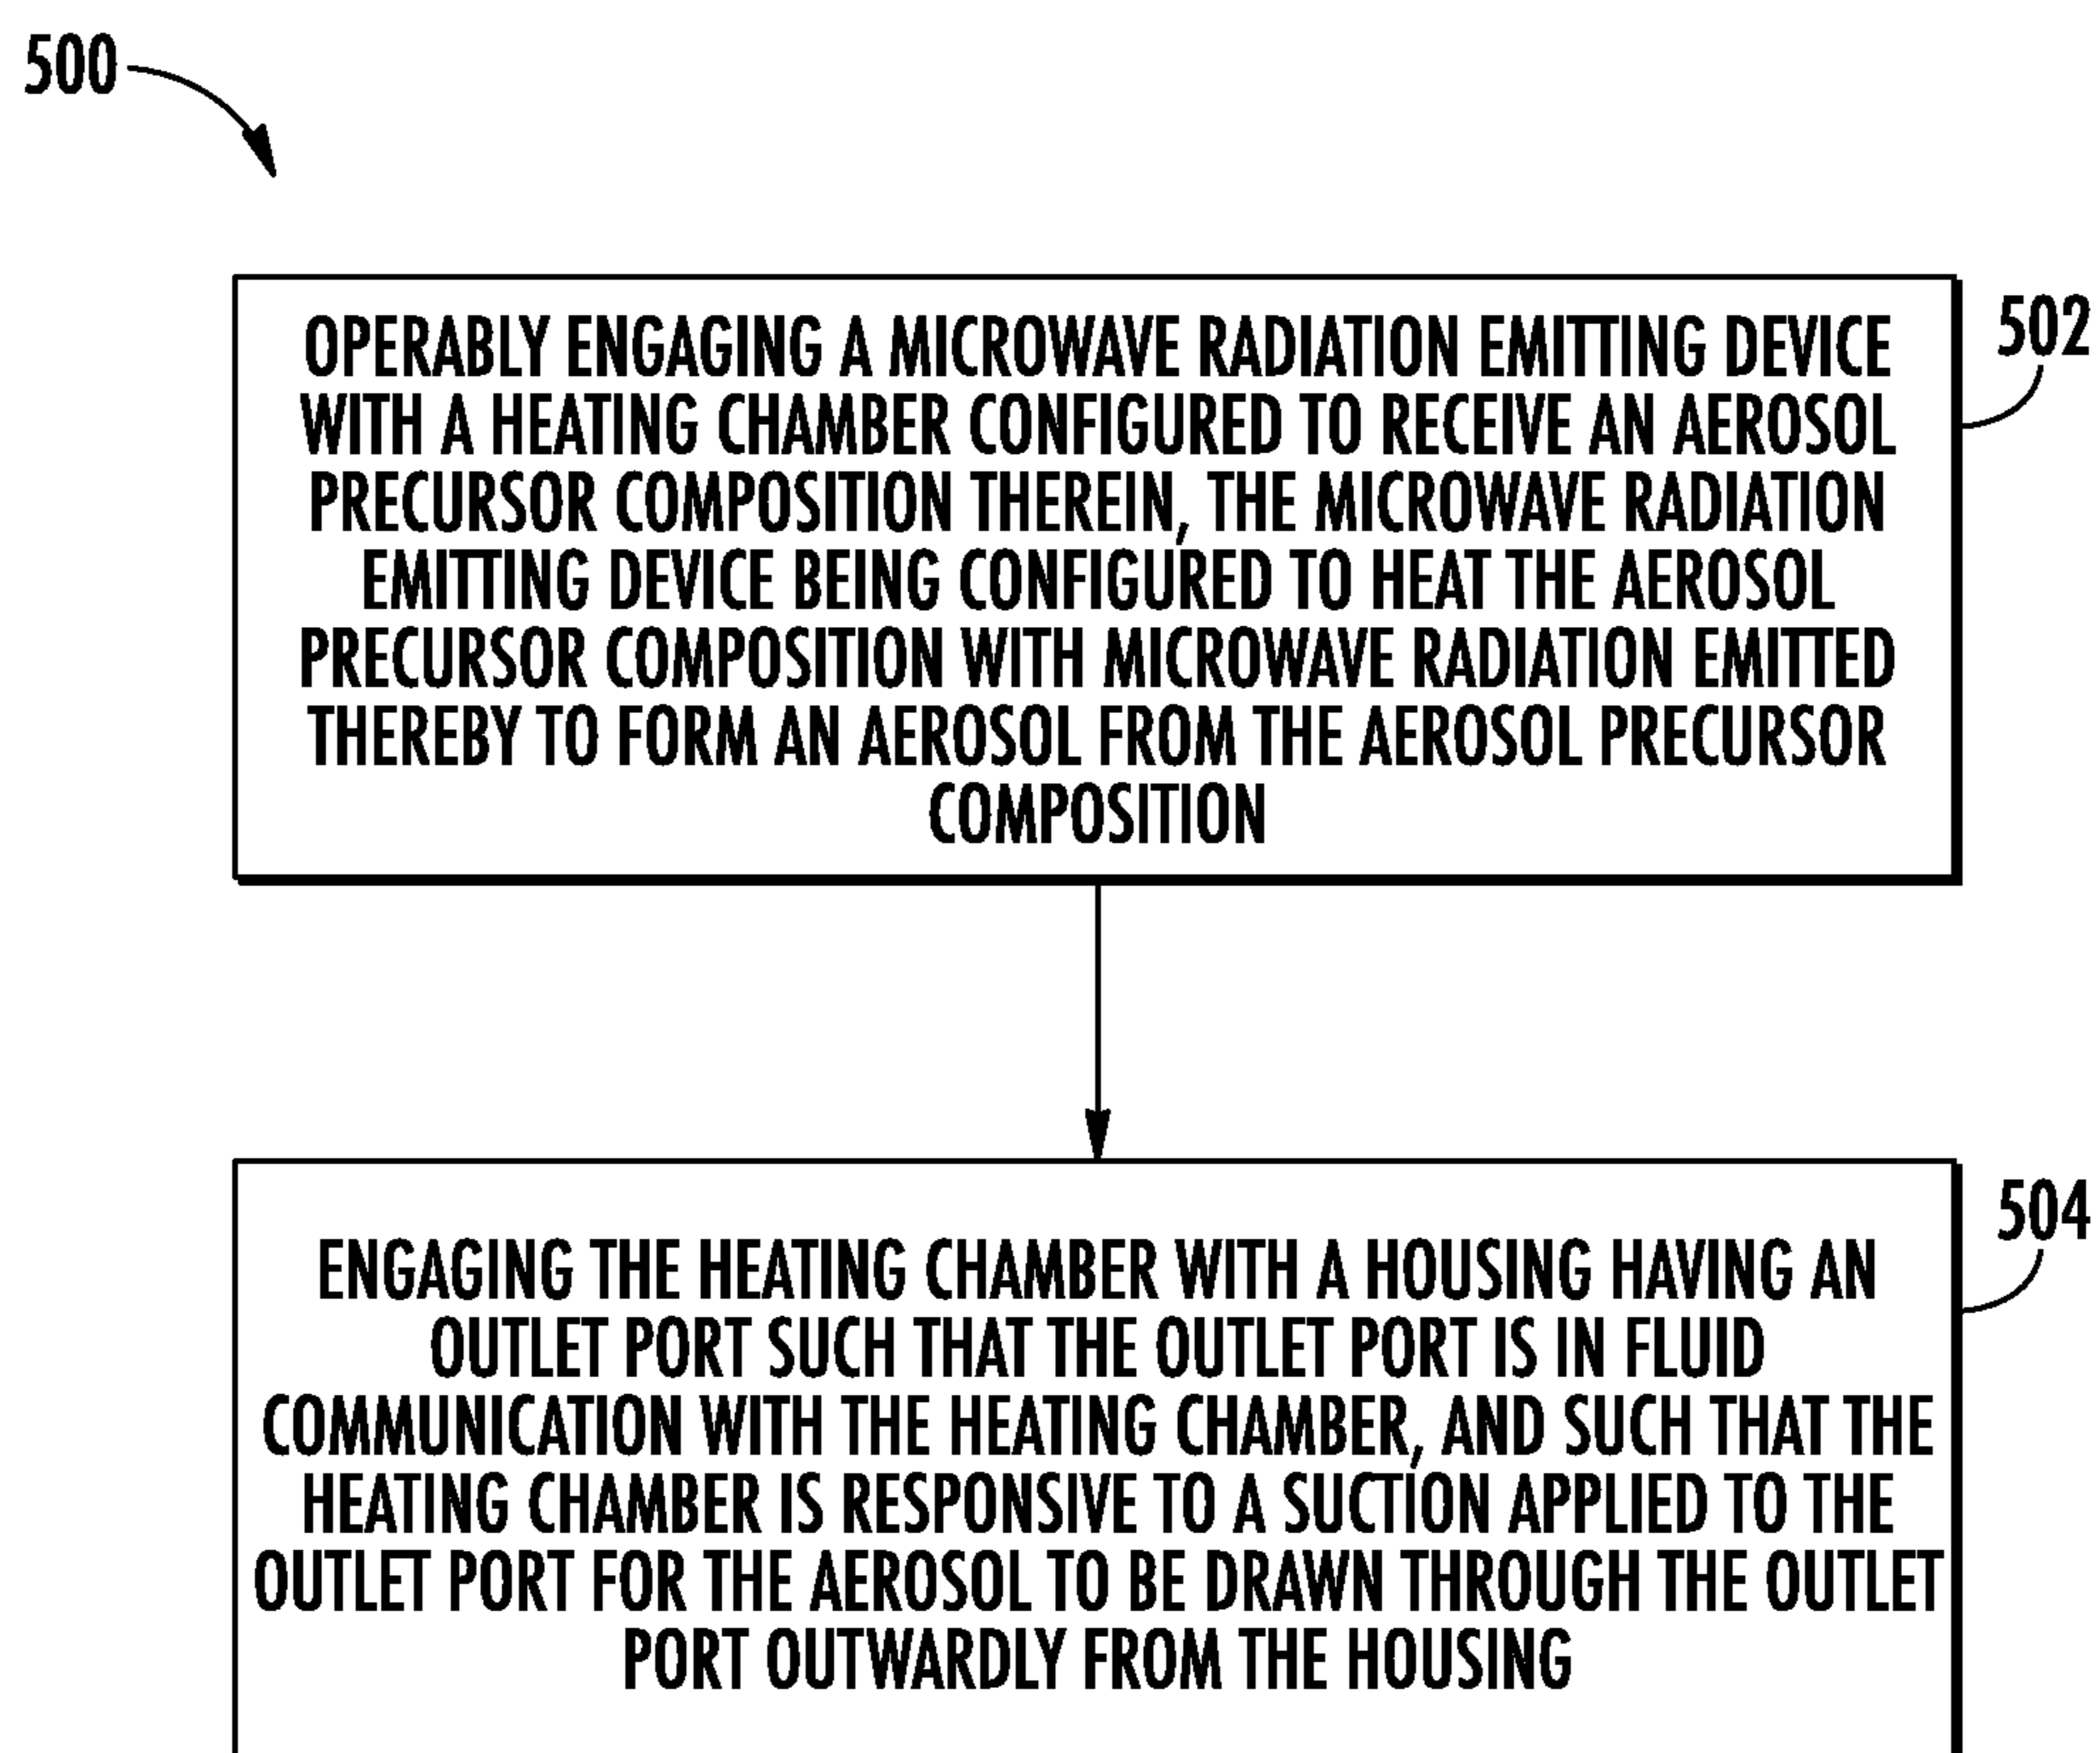 500
OPERABLY ENGAGING A MICROWAVE RADIATION EMITTING DEVICE
WITH A HEATING CHAMBER CONFIGURED TO RECEIVE AN AEROSOL
PRECURSOR COMPOSITION THEREIN, THE MICROWAVE RADIATION
EMITTING DEVICE BEING CONFIGURED TO HEAT THE AEROSOL
PRECURSOR COMPOSITION WITH MICROWAVE RADIATION EMITTED
THEREBY TO FORM AN AEROSOL FROM THE AEROSOL PRECURSOR
COMPOSITION
502
ENGAGING THE HEATING CHAMBER WITH A HOUSING HAVING AN
OUTLET PORT SUCH THAT THE OUTLET PORT IS IN FLUID
COMMUNICATION WITH THE HEATING CHAMBER, AND SUCH THAT THE
HEATING CHAMBER IS RESPONSIVE TO A SUCTION APPLIED TO THE
OUTLET PORT FOR THE AEROSOL TO BE DRAWN THROUGH THE OUTLET
PORT OUTWARDLY FROM THE HOUSING
504